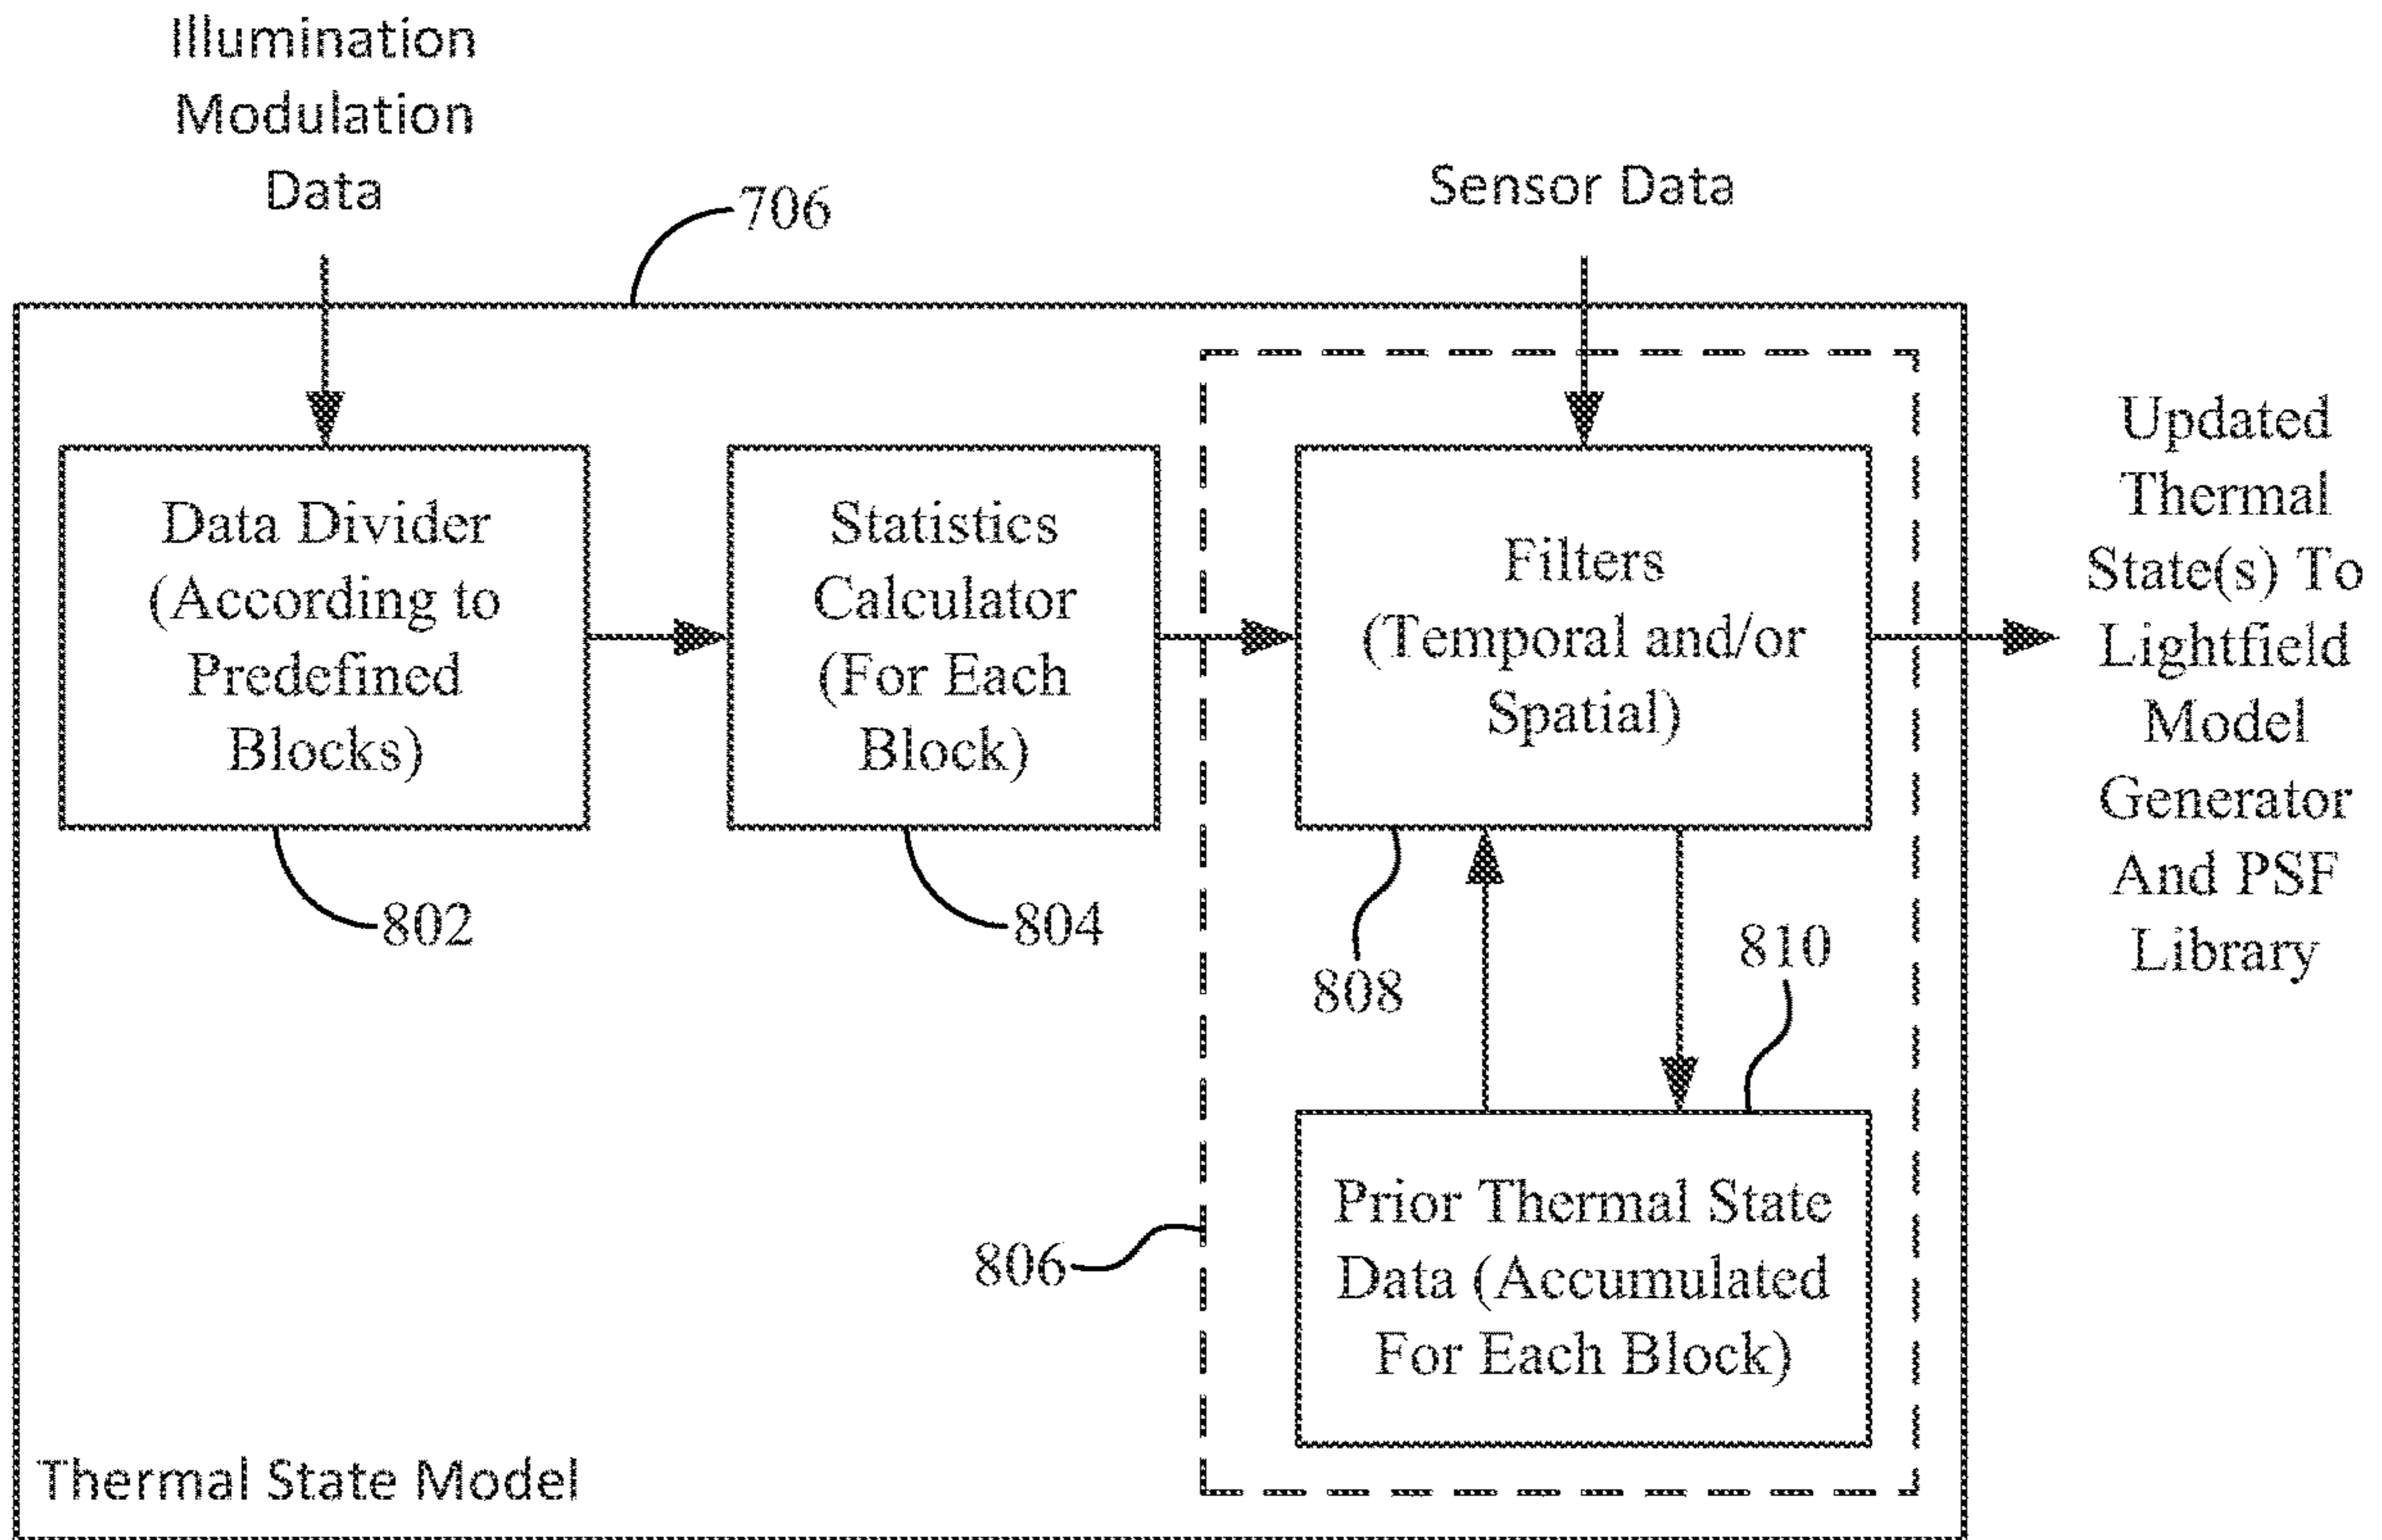 Illumination
Modulation
Data
706
Sensor Data
Data Divider
(According to
Predefined
Blocks)
802
Statistics
Calculator
(For Each
Block)
804
Filters
(Temporal and/or
Spatial)
808
810
Prior Thermal State
Data (Accumulated
For Each Block)
806
Thermal State Model
Updated
Thermal
State(s) To
Lightfield
Model
Generator
And PSF
Library